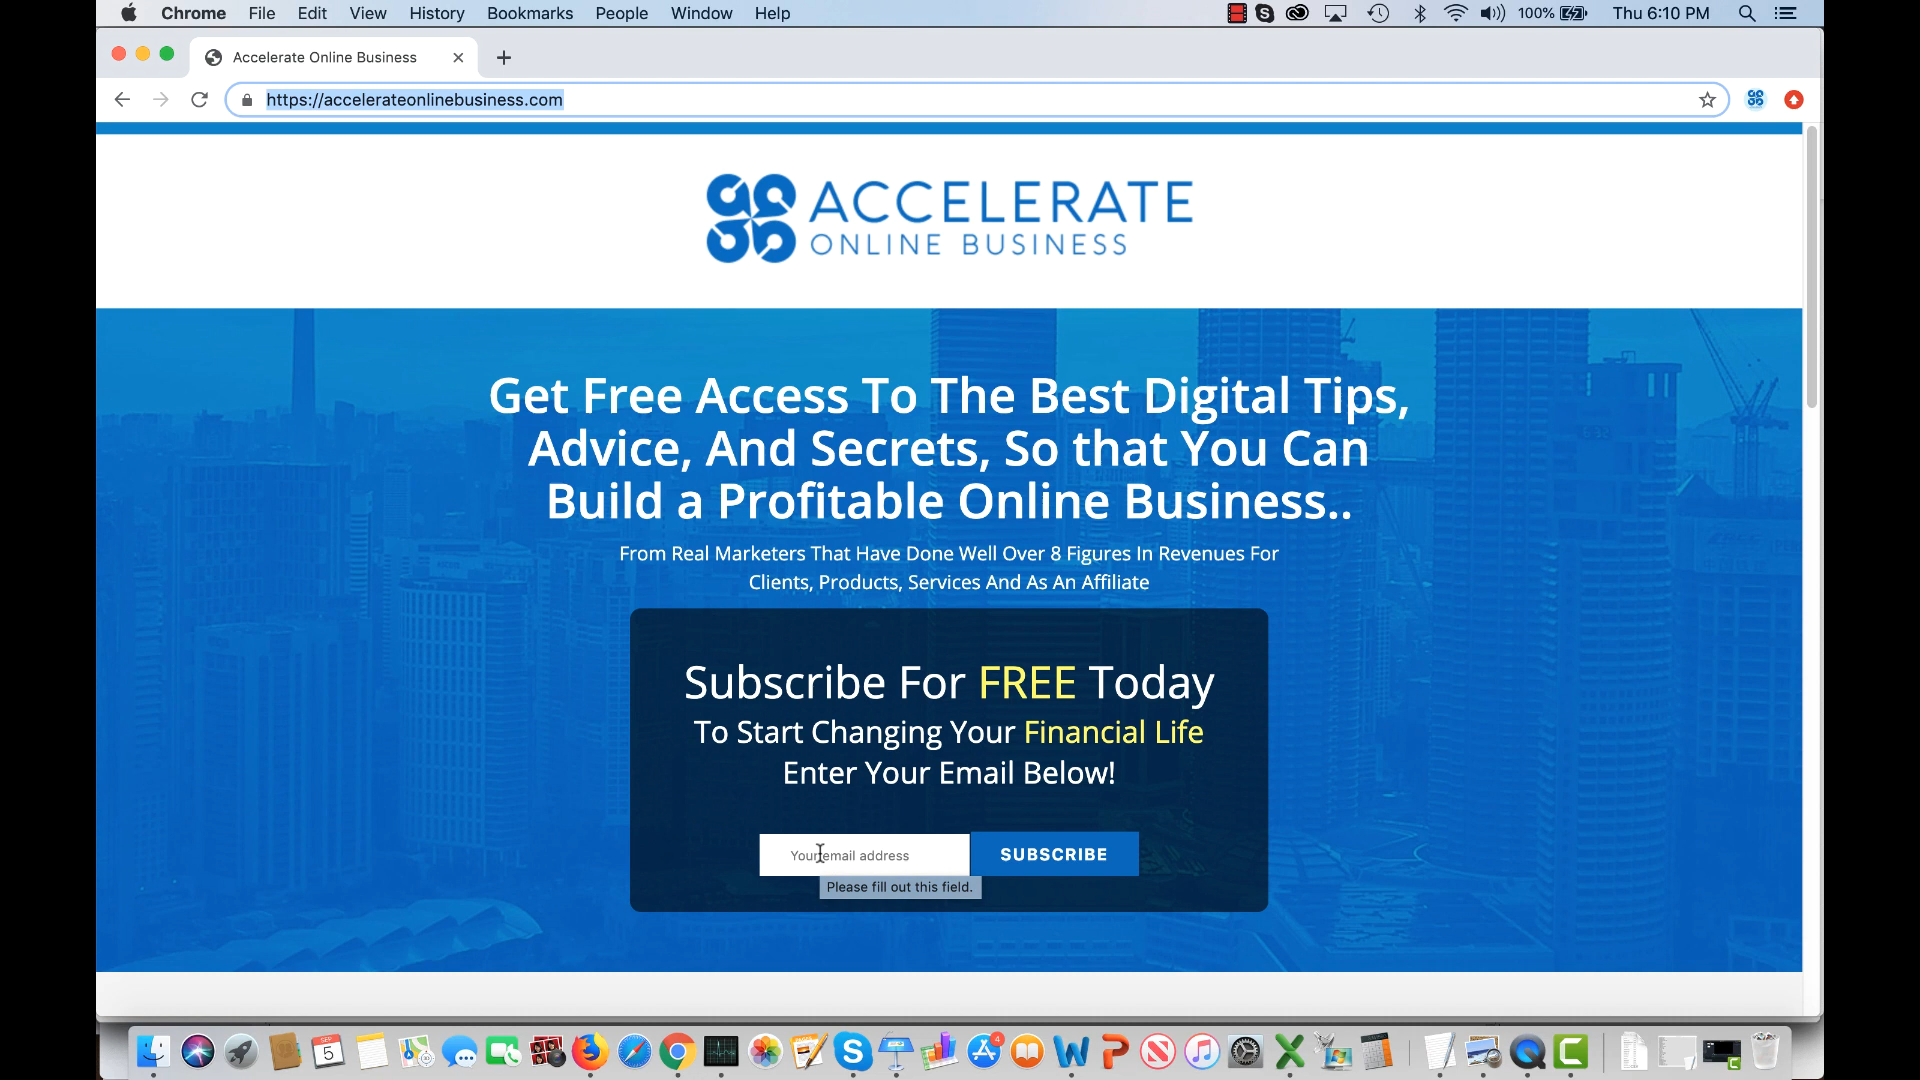 Chrome File Edit View History Bookmarks People Window Help 100% Thu 6:10 PM
Accelerate Online Business
https://accelerateonlinebusiness.com
ACCELERATE
ONLINE BUSINESS
Get Free Access To The Best Digital Tips,
Advice, And Secrets, So that You Can
Build a Profitable Online Business..
From Real Marketers That Have Done Well Over 8 Figures In Revenues For
Clients, Products, Services And As An Affiliate
Subscribe For FREE Today
To Start Changing Your Financial Life
Enter Your Email Below!
Your email address SUBSCRIBE
Please fill out this field.
SEP
5
4